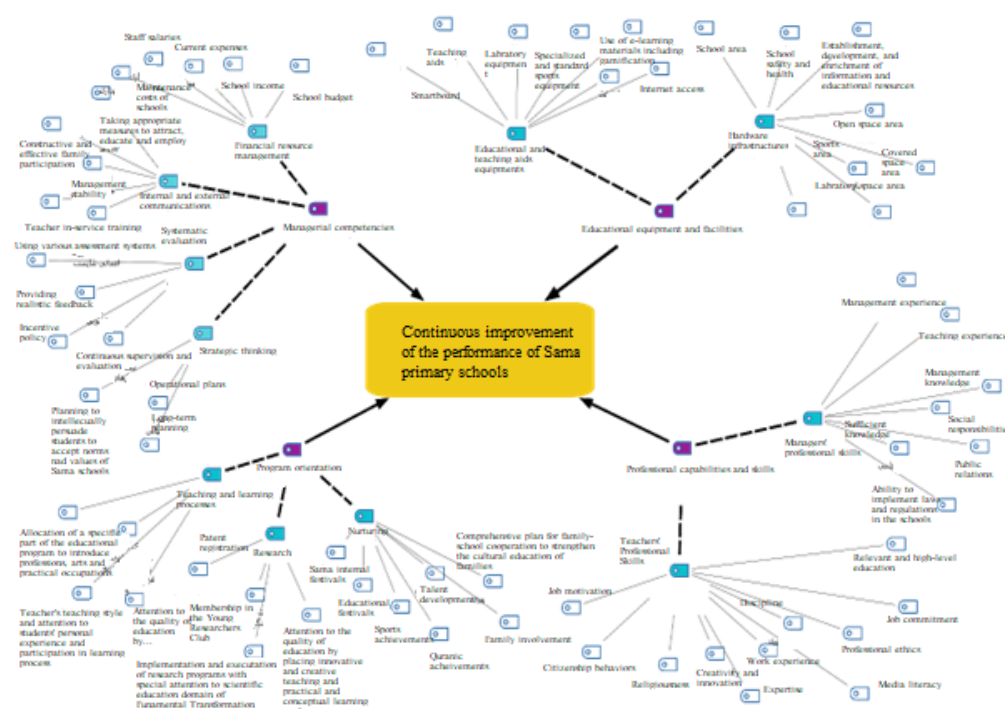 Staff salaries
Current expenses
Maintenance
costs of
schools
School income
School budget
Taking appropriate
measures to attract,
educate and employ
Financial resource
management
Constructive and
effective family
participation
Management
stability
Internal and external
communications
Teacher in-service training
Systematic
evaluation
Managerial competencies
Using various assessment systems
Providing
realistic feedback
Incentive
policy
Continuous supervision and
evaluation
Strategic thinking
Operational plans
Long-term
planning
Planning to
intellecually
persuade
students to
accept norms
nad values of
Sama schools
Teaching
aids
Labratory
equipmen
t
Specialized
and standard
sports
equipment
Use of e-learning
materials including
gamification
Smartboard
Internet access
Educational and
teaching aids
equipments
School area
School
safety and
health
Establishment,
development, and
enrichment of
information and
educational resources
Open space area
Hardware
infrastructures
Sports
area
Covered
space
area
Labratory space area
Educational equipment and facilities
Continuous improvement
of the performance of Sama
primary schools
Management experience
Teaching experience
Management
knowledge
Social
responsibilitie
Sufficient
knowledge
Managers'
professional skills
Public
relations
Ability to
implement laws
and regulations
in the schools
Professional capabilities and skills
Teachers'
Professional
Skills
Relevant and high-level
education
Job motivation
Discipline
Job commitment
Professional ethics
Citizenship behaviors
Work experience
Religiousness
Creativity and
innovation
Expertise
Media literacy
Program orientation
Teaching and learning
processes
Allocation of a specific
part of the educational
program to introduce
professions, arts and
practical occupations
Teacher's teaching style
and attention to
students' personal
experience and
participation in learning
process
Attention to
the quality of
education
by...
Patent
registration
Research
Membership in
the Young
Researchers
Club
Implementation and execution
of research programs with
special attention to scientific
education domain of
Funamental Transformation
Attention to the
quality of
education by
placing innovative
and creative
teaching and
practical and
conceptual learning
Nurturing
Sama internal
festivals
Educational
festivals
Sports
achievements
Talent
development
Quranic
acheivements
Comprehensive plan for family-
school cooperation to strengthen
the cultural education of
families
Family involvement